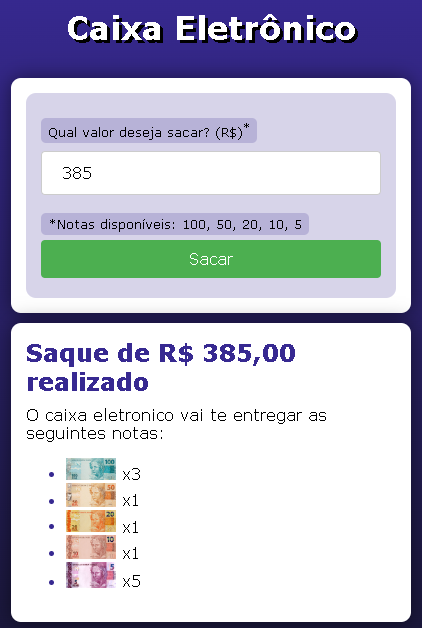 Caixa Eletrônico
Qual valor deseja sacar? (R$)*
385
*Notas disponíveis: 100, 50, 20, 10, 5
Sacar
Saque de R$ 385,00
realizado
O caixa eletronico vai te entregar as
seguintes notas:
100 x3
50 x1
20 x1
10 x1
5 x5